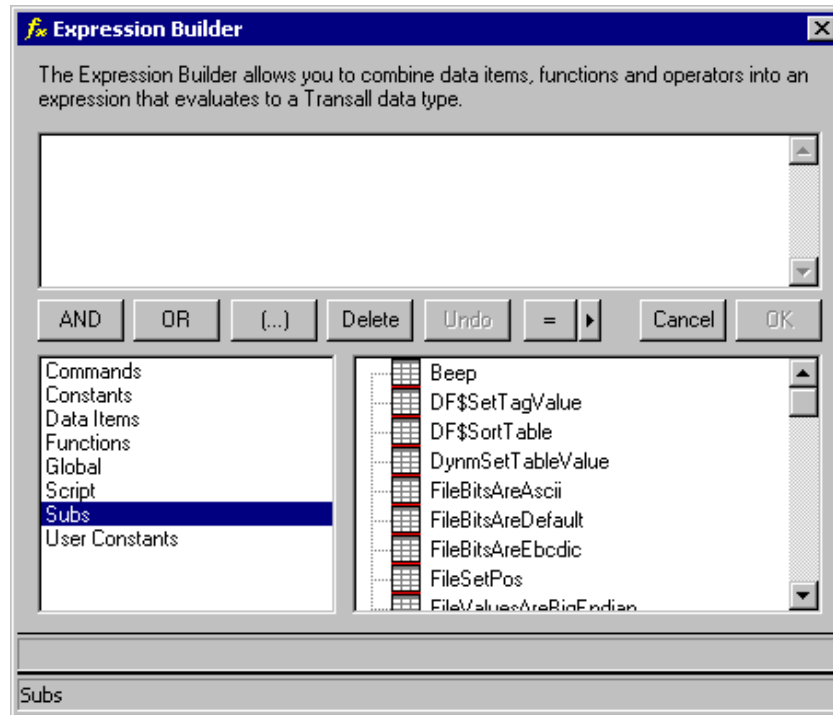 fx Expression Builder
The Expression Builder allows you to combine data items, functions and operators into an
expression that evaluates to a Transall data type.
AND OR (...) Delete Undo = Cancel OK
Commands
Constants
Data Items
Functions
Global
Script
Subs
User Constants
Beep
DF$SetTagValue
DF$SortTable
DynmSetTableValue
FileBitsAreAscii
FileBitsAreDefault
FileBitsAreEbcdic
FileSetPos
FileValuesAreBigEndian
Subs